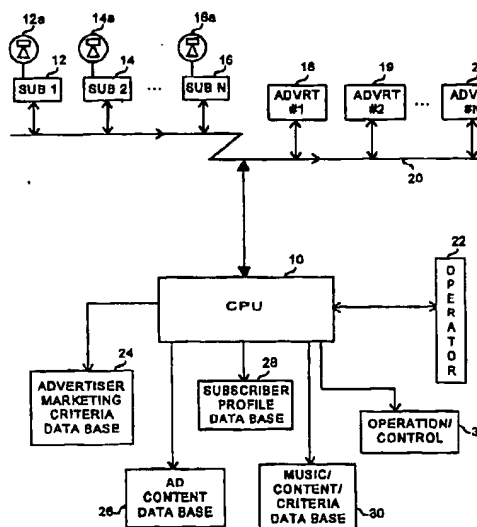 12a 14a 16a
12 14 16 18 19
SUB 1 SUB 2 ... SUB N
ADVRT #1 ADVRT #2 ...
20
10
22
CPU
OPERATOR
24
28
ADVERTISER MARKETING CRITERIA DATA BASE
SUBSCRIBER PROFILE DATA BASE
OPERATION/ CONTROL
AD CONTENT DATA BASE
26
MUSIC/ CONTENT/ CRITERIA DATA BASE
30